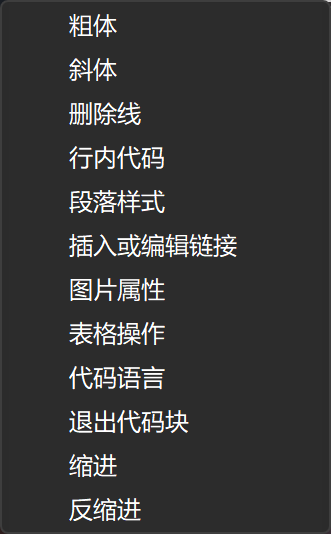 粗体
斜体
删除线
行内代码
段落样式
插入或编辑链接
图片属性
表格操作
代码语言
退出代码块
缩进
反缩进